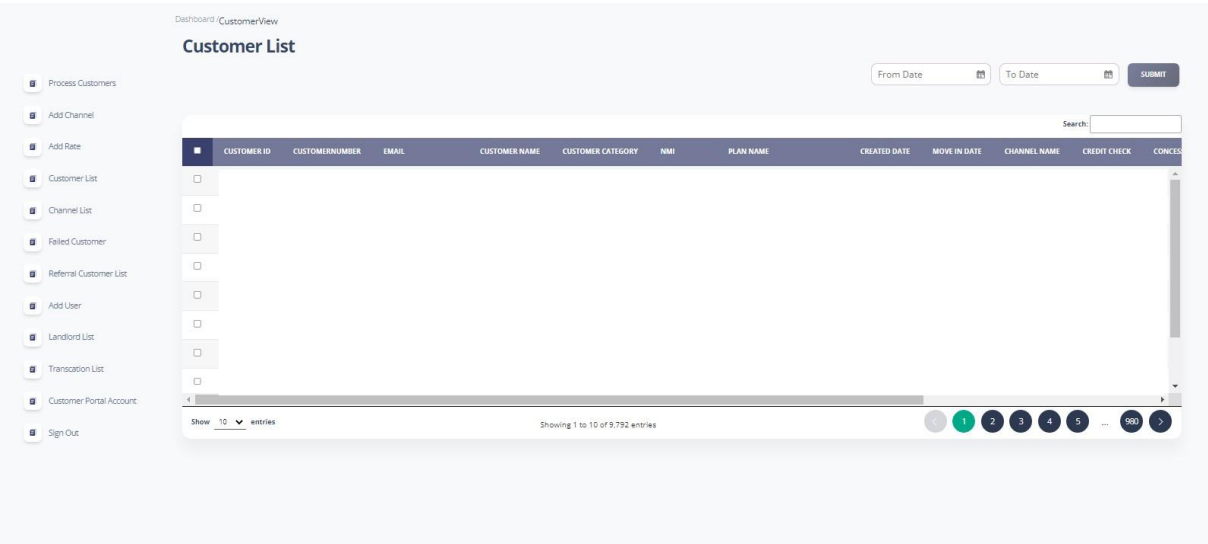 Dashboard /CustomerView
Customer List
From Date
To Date
SUBMIT
Process Customers
Add Channel
Add Rate
Customer List
Channel List
Failed Customer
Referral Customer List
Add User
Landlord List
Transcation List
Customer Portal Account
Sign Out
Search:
CUSTOMER ID CUSTOMERNUMBER EMAIL CUSTOMER NAME CUSTOMER CATEGORY NMI PLAN NAME CREATED DATE MOVE IN DATE CHANNEL NAME CREDIT CHECK CONCES
Show 10 entries
Showing 1 to 10 of 9,792 entries
< 1 2 3 4 5 ... 980 >